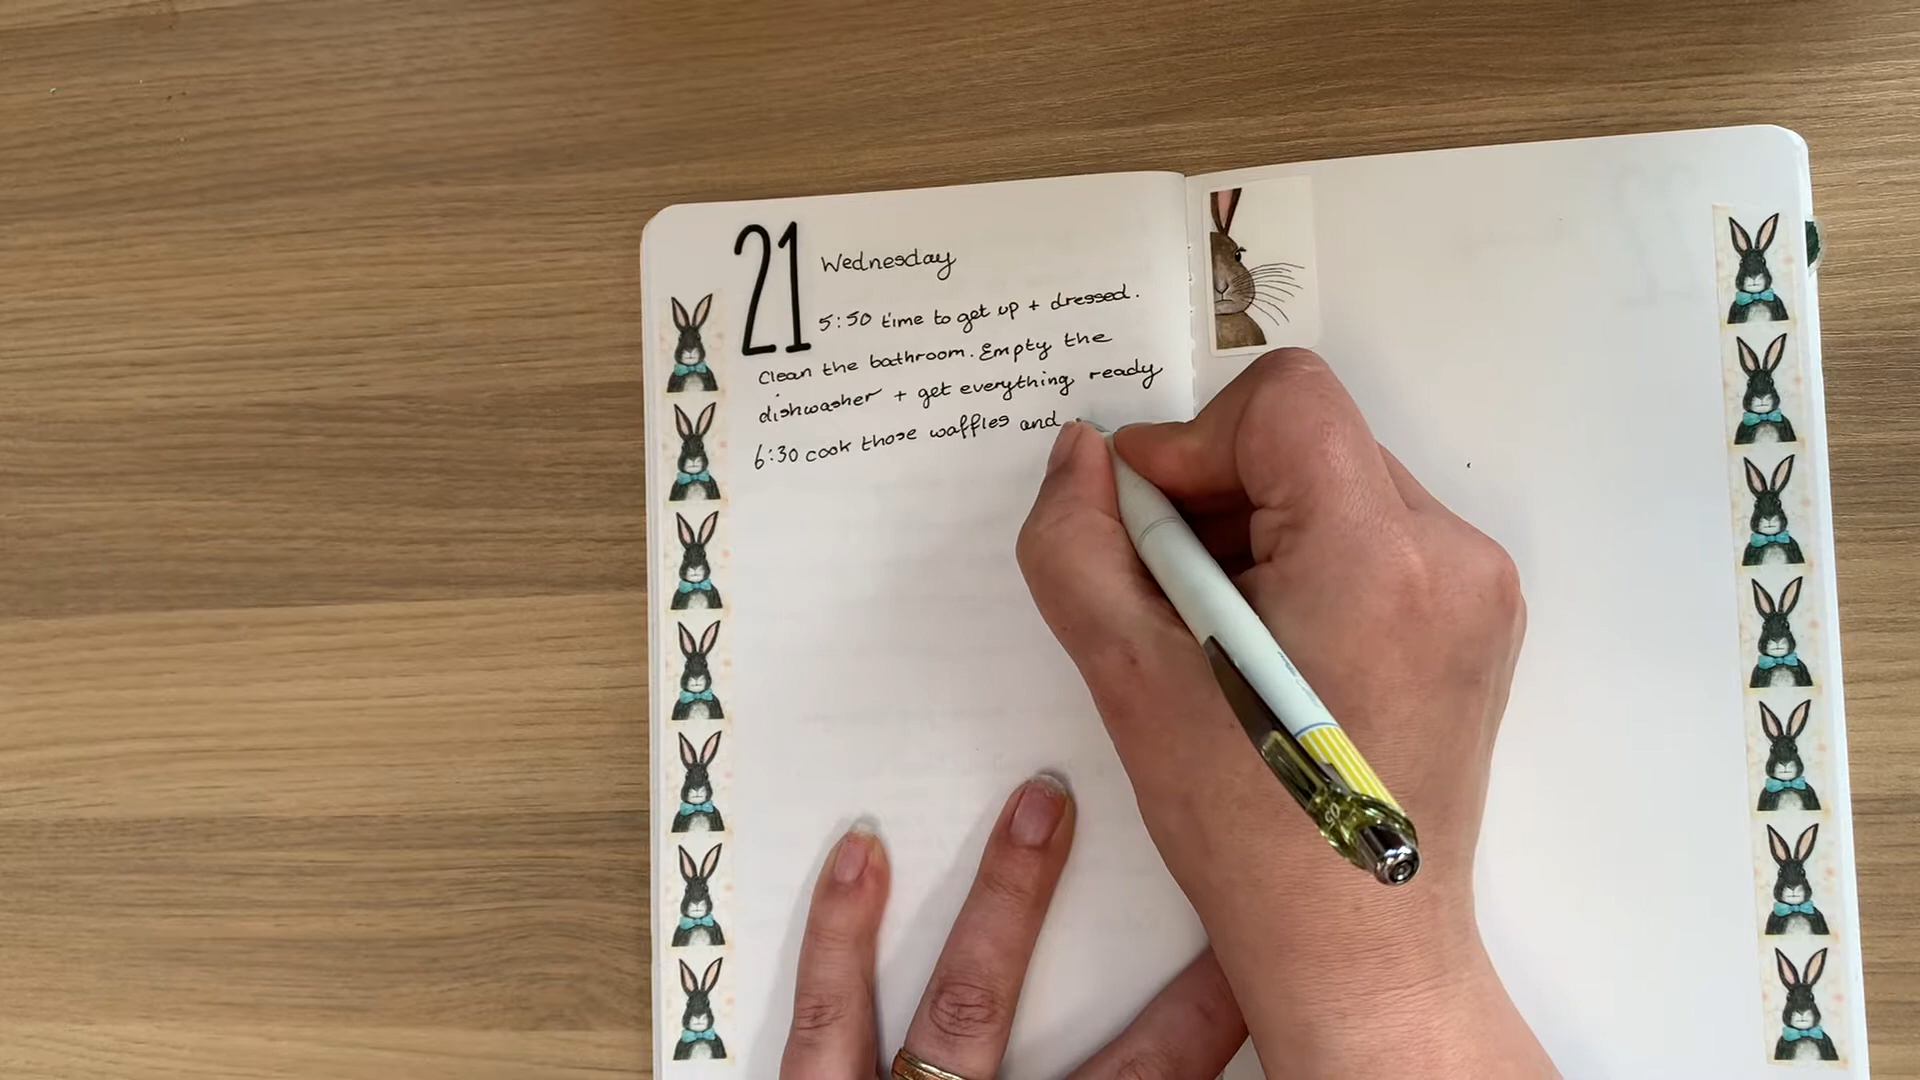 21
Wednesday
5:50 time to get up + dressed.
Clean the bathroom. Empty the
dishwasher + get everything ready
6:30 cook those waffles and